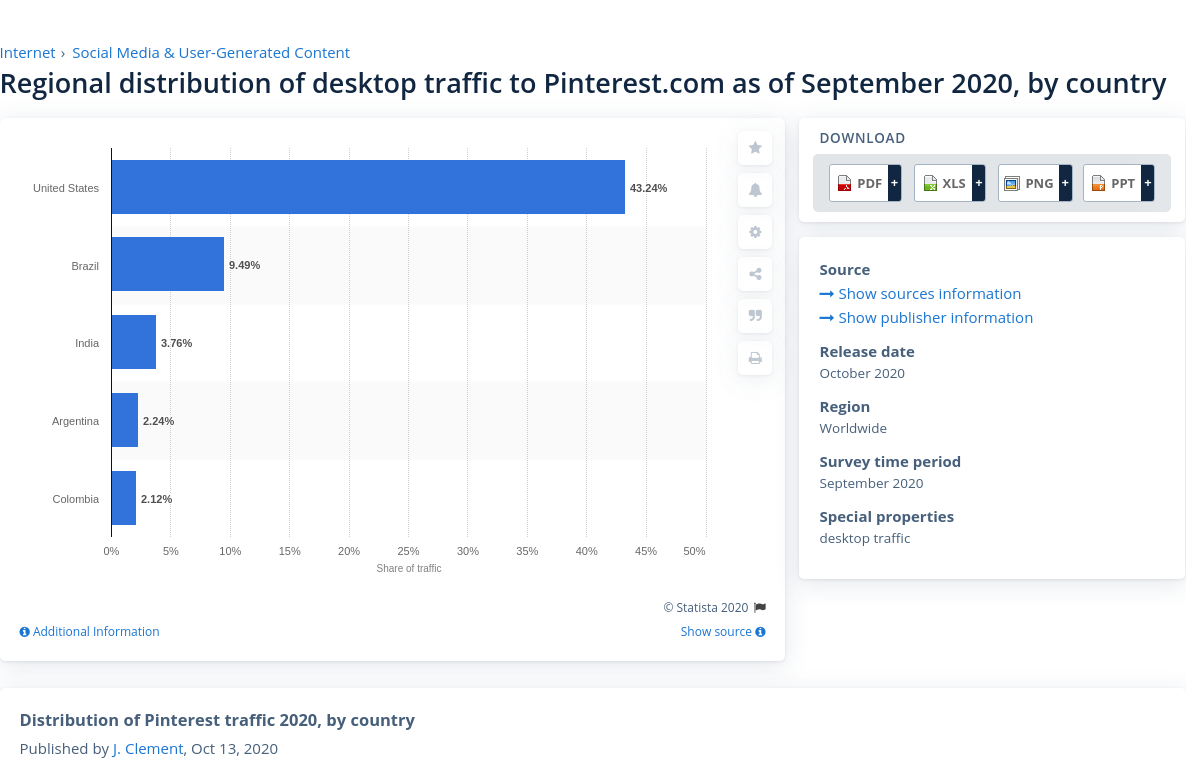 Internet › Social Media & User-Generated Content
Regional distribution of desktop traffic to Pinterest.com as of September 2020, by country
United States
43.24%
Brazil
9.49%
India
3.76%
Argentina
2.24%
Colombia
2.12%
0% 5% 10% 15% 20% 25% 30% 35% 40% 45% 50%
Share of traffic
© Statista 2020
Additional Information
Show source
DOWNLOAD
PDF + XLS + PNG + PPT +
Source
Show sources information
Show publisher information
Release date
October 2020
Region
Worldwide
Survey time period
September 2020
Special properties
desktop traffic
Distribution of Pinterest traffic 2020, by country
Published by J. Clement, Oct 13, 2020